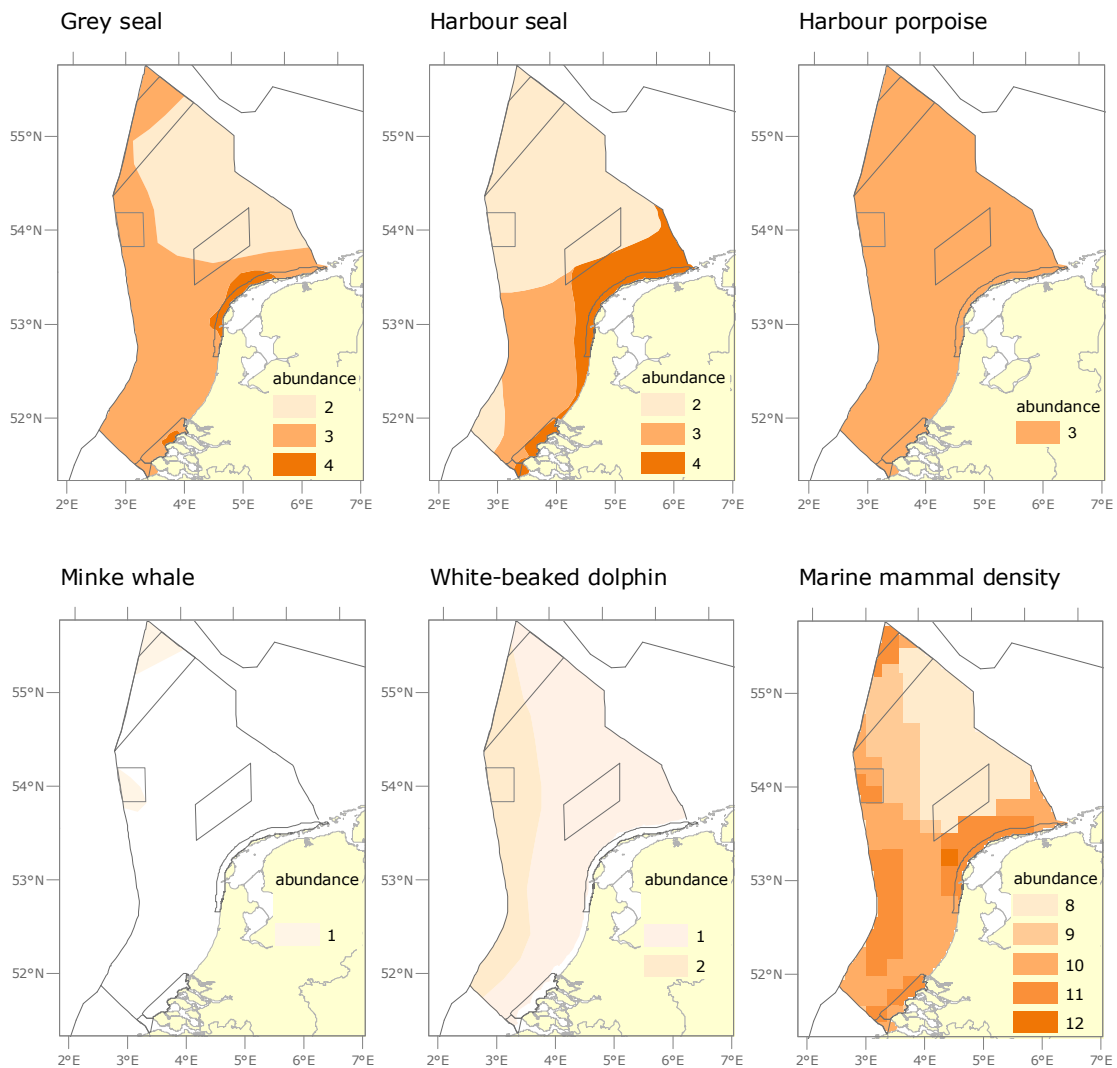 Grey seal
55°N
54°N
53°N
52°N
abundance
2
3
4
2°E 3°E 4°E 5°E 6°E 7°E
Harbour seal
55°N
54°N
53°N
52°N
abundance
2
3
4
2°E 3°E 4°E 5°E 6°E 7°E
Harbour porpoise
55°N
54°N
53°N
52°N
abundance
3
2°E 3°E 4°E 5°E 6°E 7°E
Minke whale
55°N
54°N
53°N
52°N
abundance
1
2°E 3°E 4°E 5°E 6°E 7°E
White-beaked dolphin
55°N
54°N
53°N
52°N
abundance
1
2
2°E 3°E 4°E 5°E 6°E 7°E
Marine mammal density
55°N
54°N
53°N
52°N
abundance
8
9
10
11
12
2°E 3°E 4°E 5°E 6°E 7°E